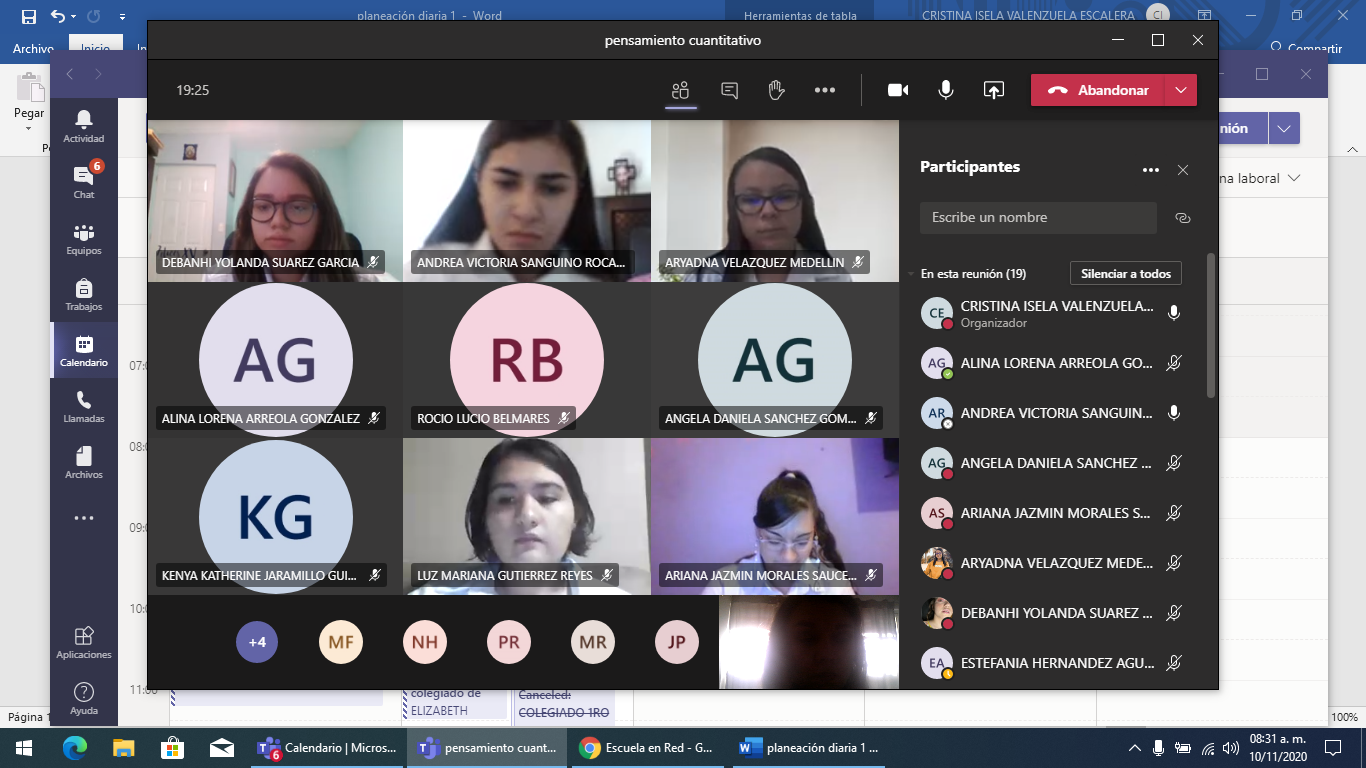 planeación diaria 1 - Word
Herramientas de tabla
CRISTINA ISELA VALENZUELA ESCALERA
CI
Archivo
Inicio
Compartir
Pegar
pensamiento cuantitativo
19:25
Abandonar
nión
na laboral
Actividad
6
Chat
Equipos
Trabajos
Calendario
Llamadas
Archivos
Aplicaciones
Ayuda
07:0
08:0
09:0
10:0
11:00
DEBANHI YOLANDA SUAREZ GARCIA
ANDREA VICTORIA SANGUINO ROCA...
ARYADNA VELAZQUEZ MEDELLIN
AG
RB
AG
ALINA LORENA ARREOLA GONZALEZ
ROCIO LUCIO BELMARES
ANGELA DANIELA SANCHEZ GOM...
KG
KENYA KATHERINE JARAMILLO GUI...
LUZ MARIANA GUTIERREZ REYES
ARIANA JAZMIN MORALES SAUCE...
+4
MF
NH
PR
MR
JP
Participantes
Escribe un nombre
En esta reunión (19)
Silenciar a todos
CE
CRISTINA ISELA VALENZUELA...
Organizador
AG
ALINA LORENA ARREOLA GO...
AR
ANDREA VICTORIA SANGUIN...
AG
ANGELA DANIELA SANCHEZ ...
AS
ARIANA JAZMIN MORALES S...
ARYADNA VELAZQUEZ MEDE...
DEBANHI YOLANDA SUAREZ ...
EA
ESTEFANIA HERNANDEZ AGU...
colegiado de
ELIZABETH
Canceled:
COLEGIADO 1RO
Página 1
100%
6
Calendario | Micros...
pensamiento cuant...
Escuela en Red - G...
planeación diaria 1 ...
08:31 a. m.
10/11/2020